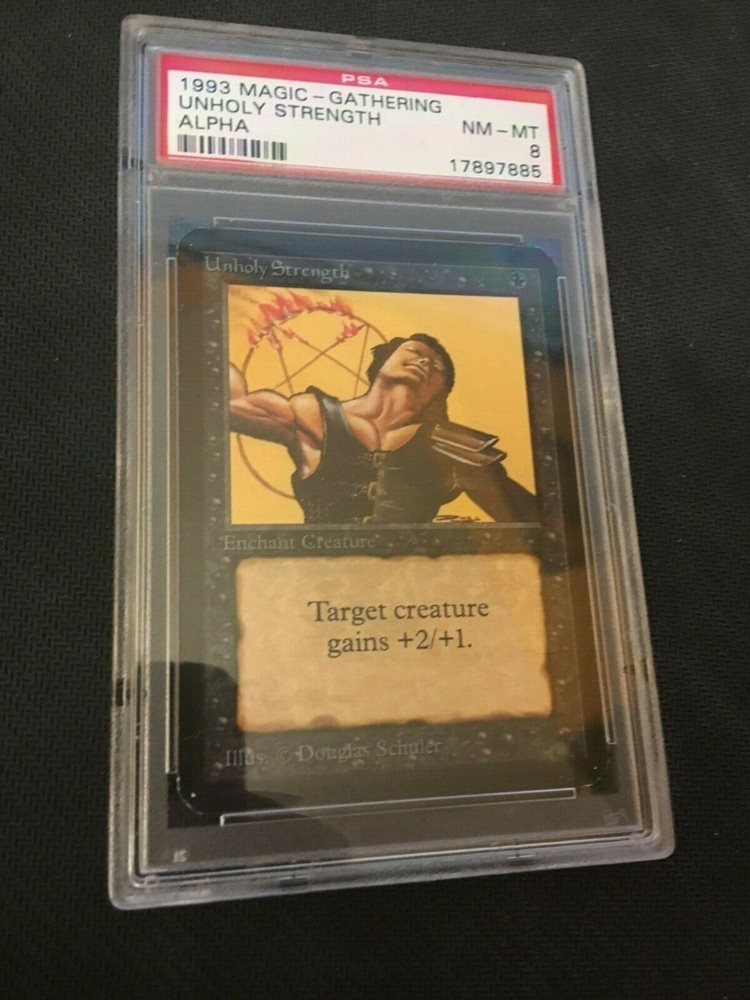 PSA
1993 MAGIC - GATHERING
UNHOLY STRENGTH
ALPHA
NM - MT
8
17897885
Unholy Strength
Enchant Creature
Target creature
gains +2/+1.
Illus. © Douglas Schuler